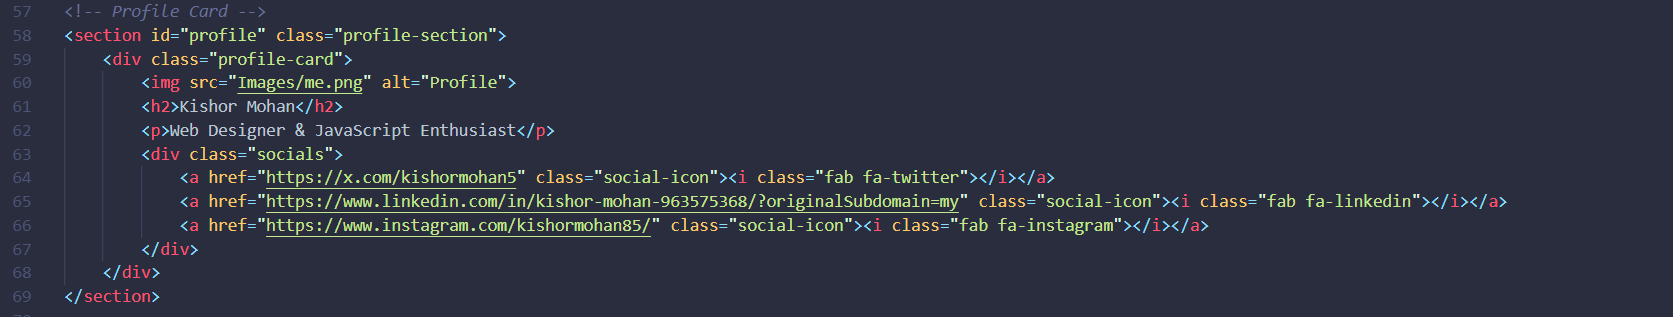 57 <!-- Profile Card -->
58 <section id="profile" class="profile-section">
59 <div class="profile-card">
60 <img src="Images/me.png" alt="Profile">
61 <h2>Kishor Mohan</h2>
62 <p>Web Designer & JavaScript Enthusiast</p>
63 <div class="socials">
64 <a href="https://x.com/kishormohan5" class="social-icon"><i class="fab fa-twitter"></i></a>
65 <a href="https://www.linkedin.com/in/kishor-mohan-963575368/?originalSubdomain=my" class="social-icon"><i class="fab fa-linkedin"></i></a>
66 <a href="https://www.instagram.com/kishormohan85/" class="social-icon"><i class="fab fa-instagram"></i></a>
67 </div>
68 </div>
69 </section>